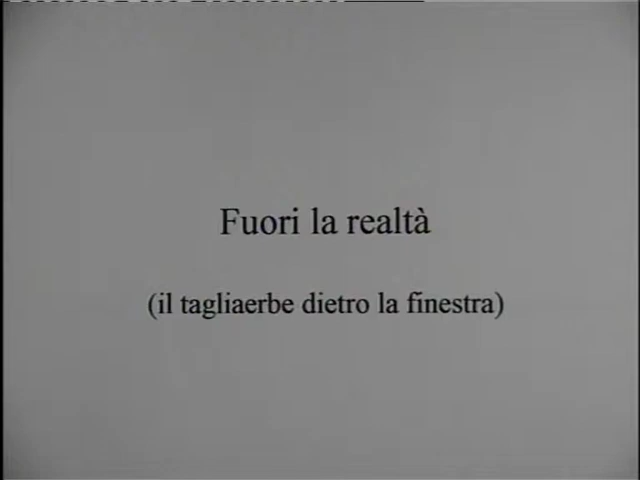 Fuori la realtà
(il tagliaerbe dietro la finestra)